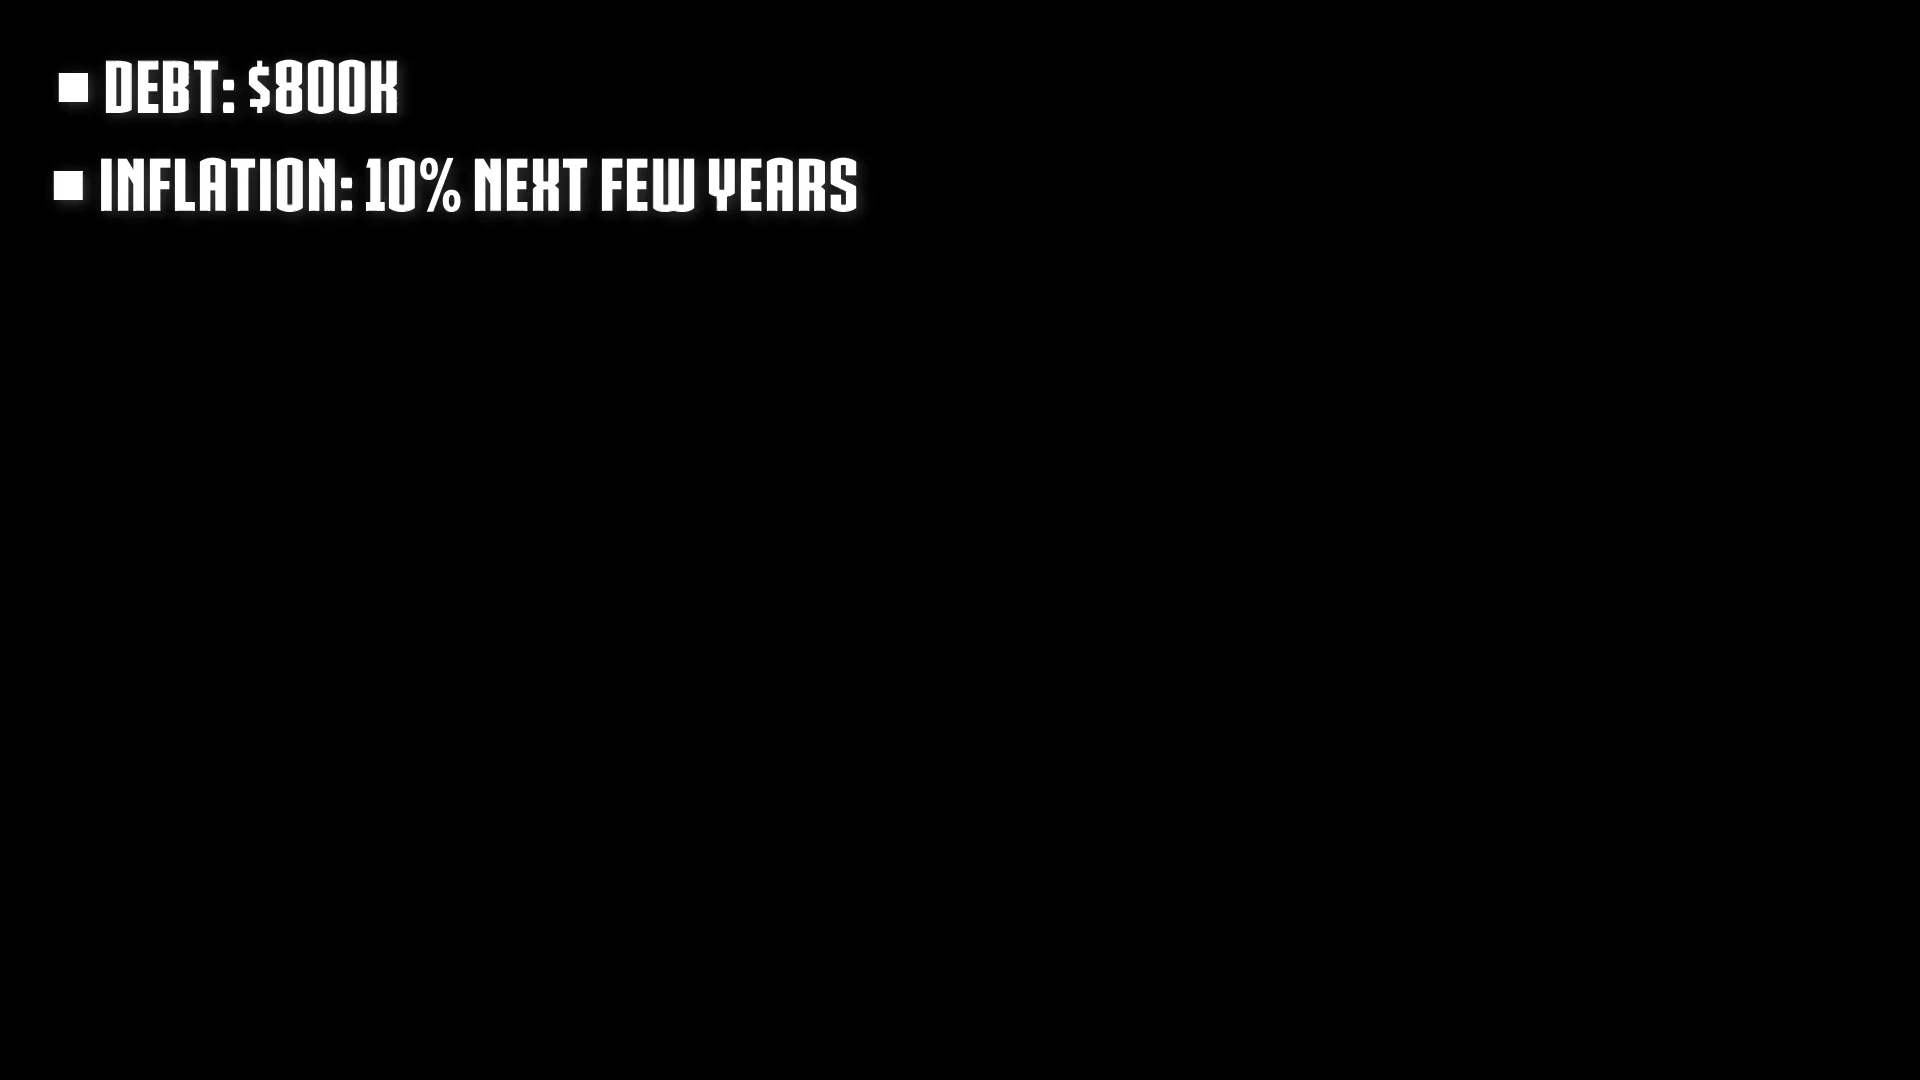 ■ DEBT: $800K
■ INFLATION: 10% NEXT FEW YEARS